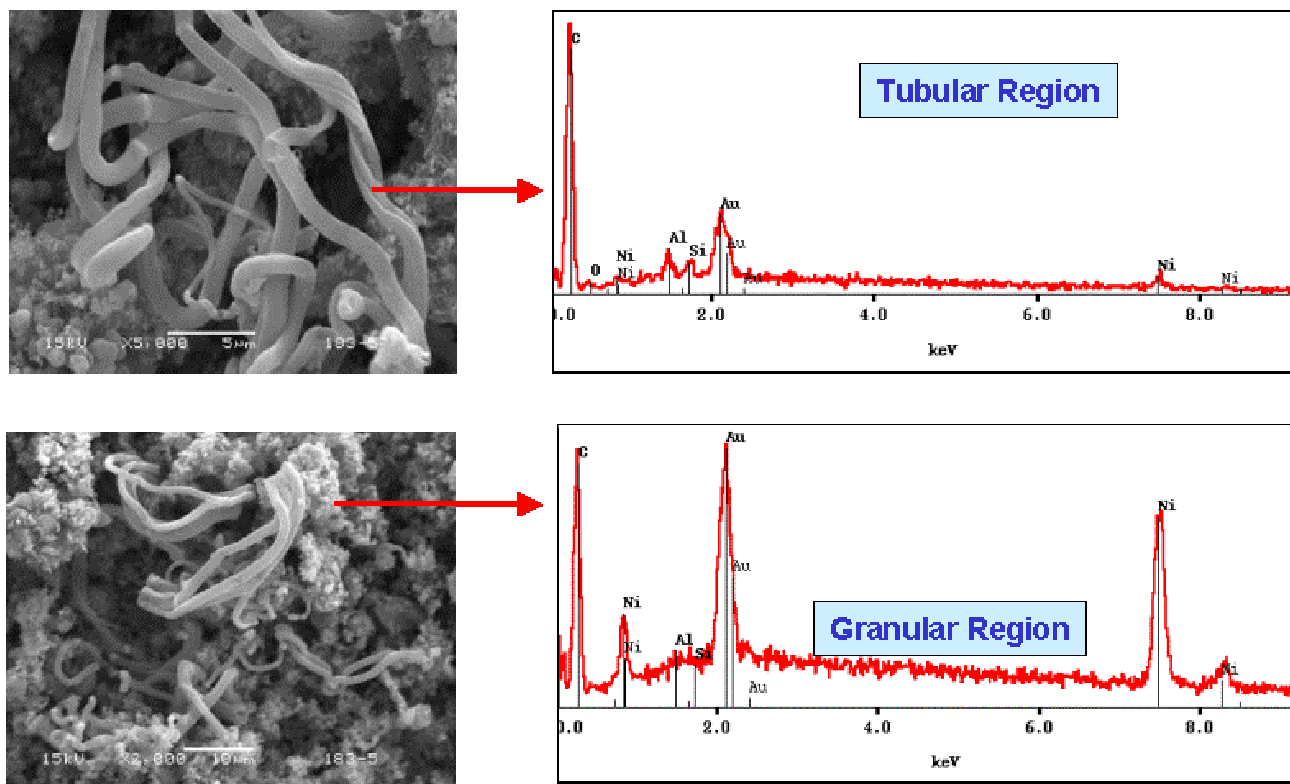 C
Tubular Region
Au
Al
Au
Ni
Si
Ni
O
Ni
Au
Ni
0.0 2.0 4.0 6.0 8.0
keV
15kU X5,000 5µm 183-5
Au
C
Ni
Au
Ni
Granular Region
Ni
Al
Si
Ni
Au
0.0 2.0 4.0 6.0 8.0
keV
15kU X2,000 10µm 183-5